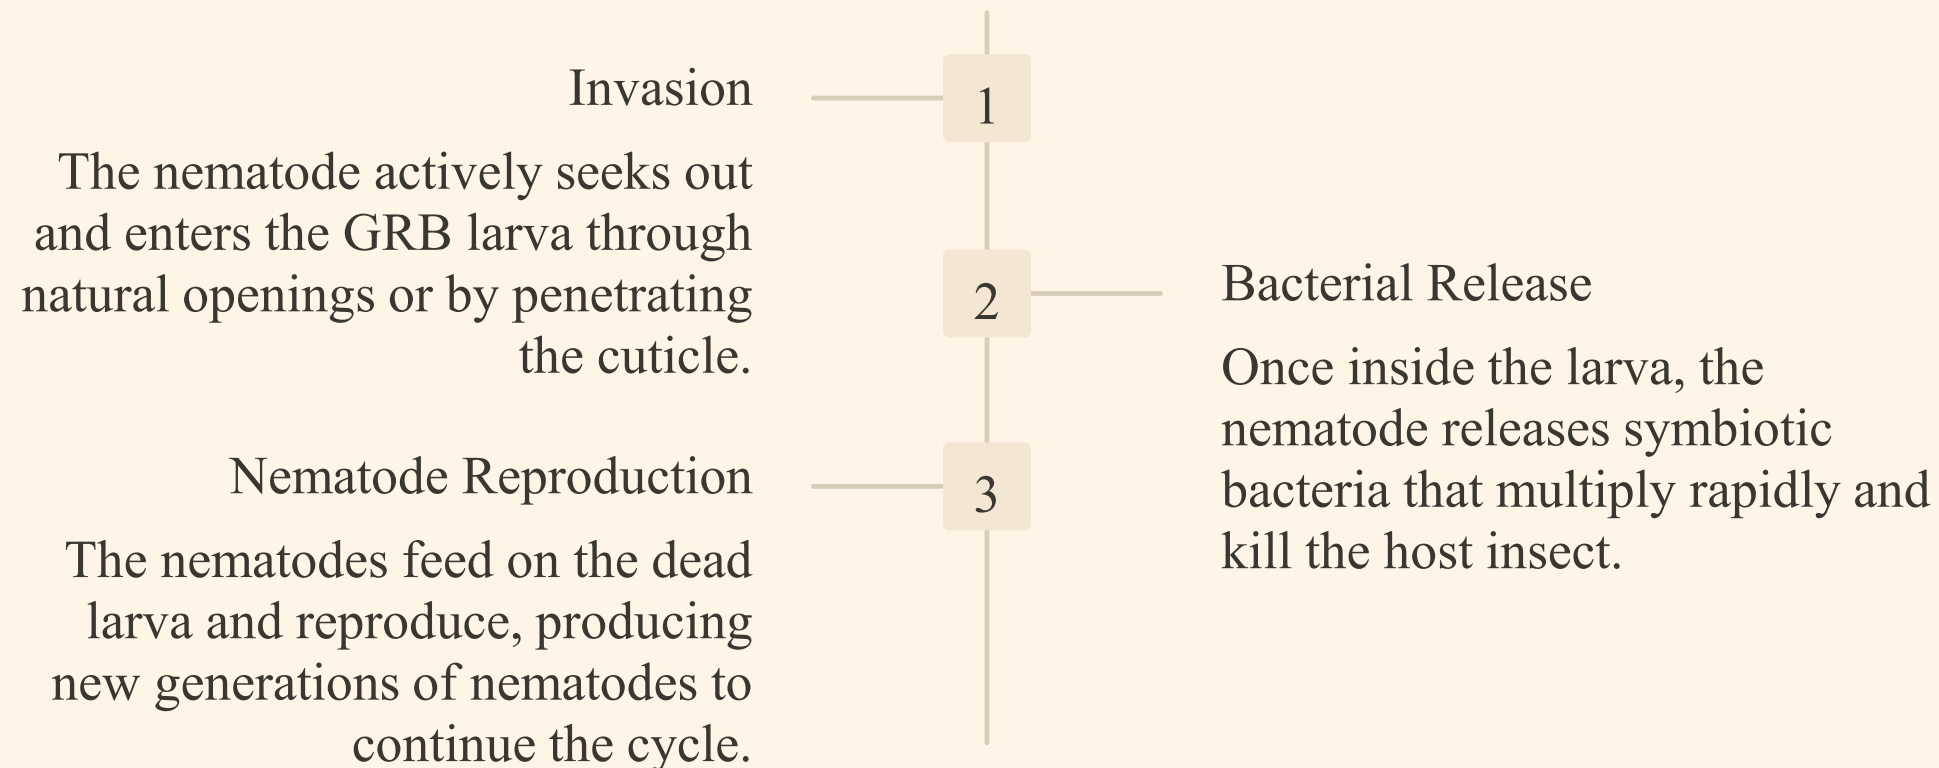 1
Invasion
The nematode actively seeks out
and enters the GRB larva through
natural openings or by penetrating
the cuticle.
2
Bacterial Release
Once inside the larva, the
nematode releases symbiotic
bacteria that multiply rapidly and
kill the host insect.
3
Nematode Reproduction
The nematodes feed on the dead
larva and reproduce, producing
new generations of nematodes to
continue the cycle.